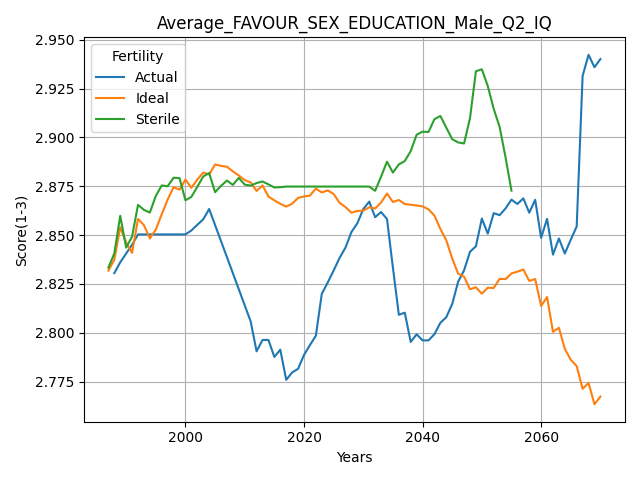 Average_FAVOUR_SEX_EDUCATION_Male_Q2_IQ
Fertility
Actual
Ideal
Sterile
Score(1-3)
2.950
2.925
2.900
2.875
2.850
2.825
2.800
2.775
2000
2020
2040
2060
Years